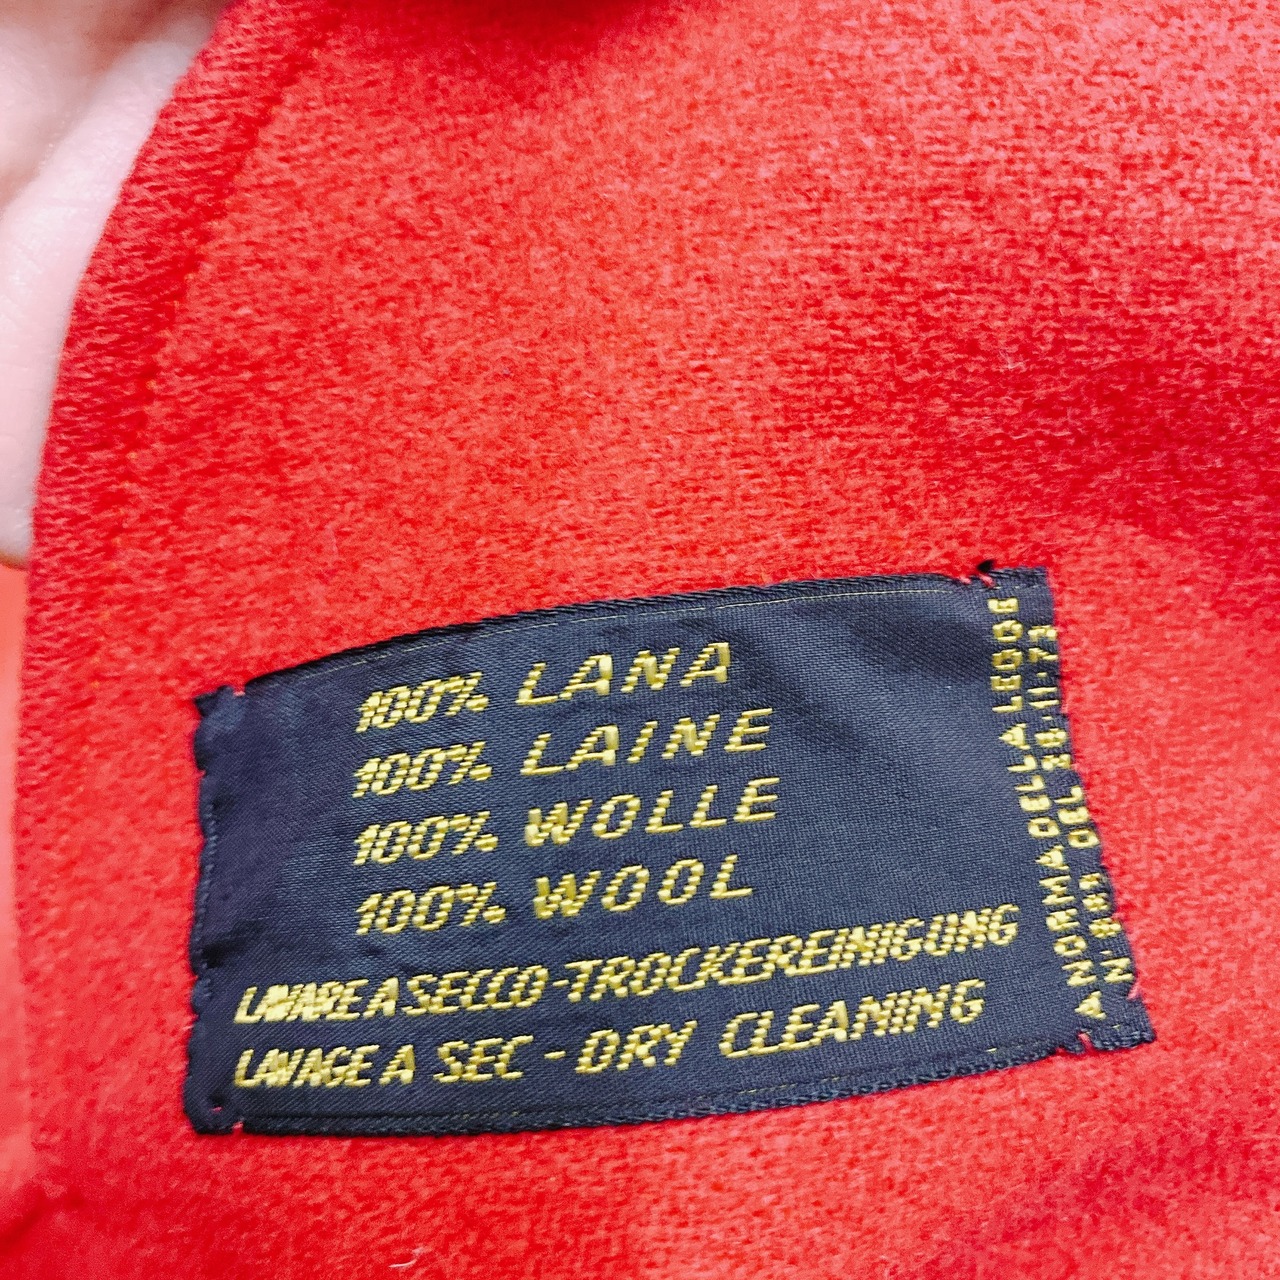 100% LANA
100% LAINE
100% WOLLE
100% WOOL
LAVARE A SECCO - TROCKEREINIGUNG
LAVAGE A SEC - DRY CLEANING
A NORMA DELLA LEGGE
N° 883 DEL 26-11-73